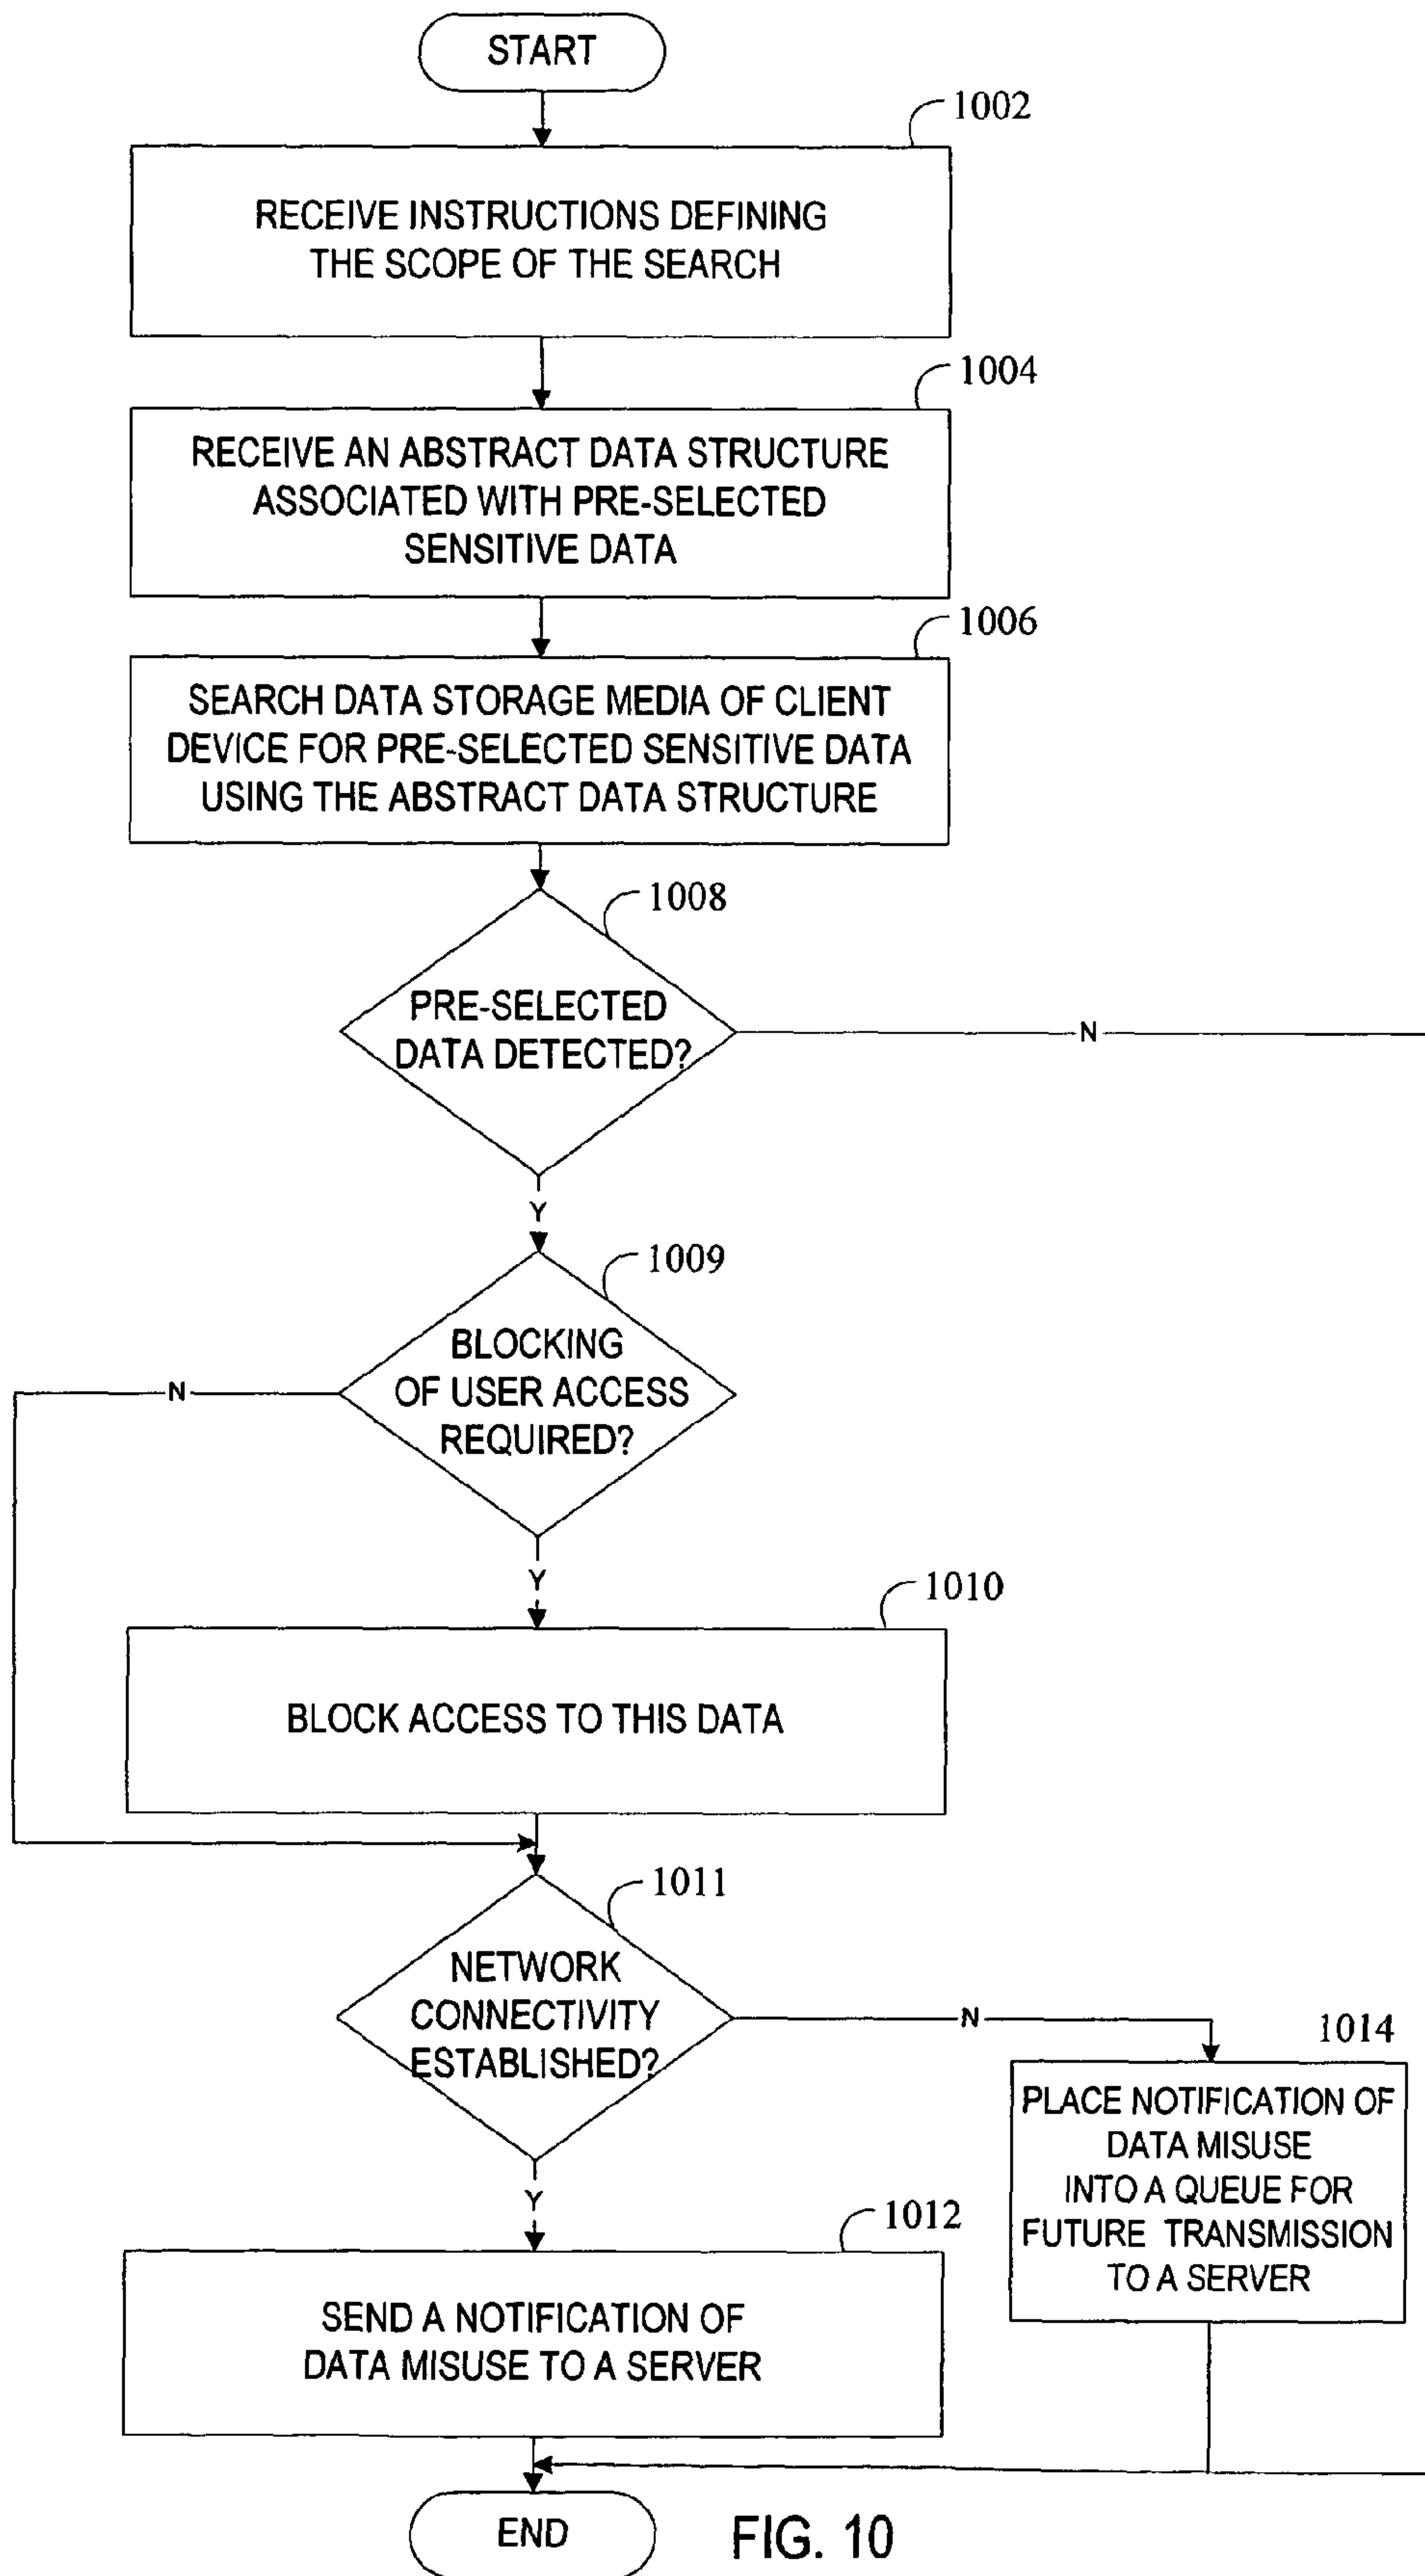 START
1002
RECEIVE INSTRUCTIONS DEFINING
THE SCOPE OF THE SEARCH
1004
RECEIVE AN ABSTRACT DATA STRUCTURE
ASSOCIATED WITH PRE-SELECTED
SENSITIVE DATA
1006
SEARCH DATA STORAGE MEDIA OF CLIENT
DEVICE FOR PRE-SELECTED SENSITIVE DATA
USING THE ABSTRACT DATA STRUCTURE
1008
PRE-SELECTED
DATA DETECTED?
N
Y
1009
BLOCKING
OF USER ACCESS
REQUIRED?
N
Y
1010
BLOCK ACCESS TO THIS DATA
1011
NETWORK
CONNECTIVITY
ESTABLISHED?
N
1014
PLACE NOTIFICATION OF
DATA MISUSE
INTO A QUEUE FOR
FUTURE TRANSMISSION
TO A SERVER
Y
1012
SEND A NOTIFICATION OF
DATA MISUSE TO A SERVER
END
FIG. 10